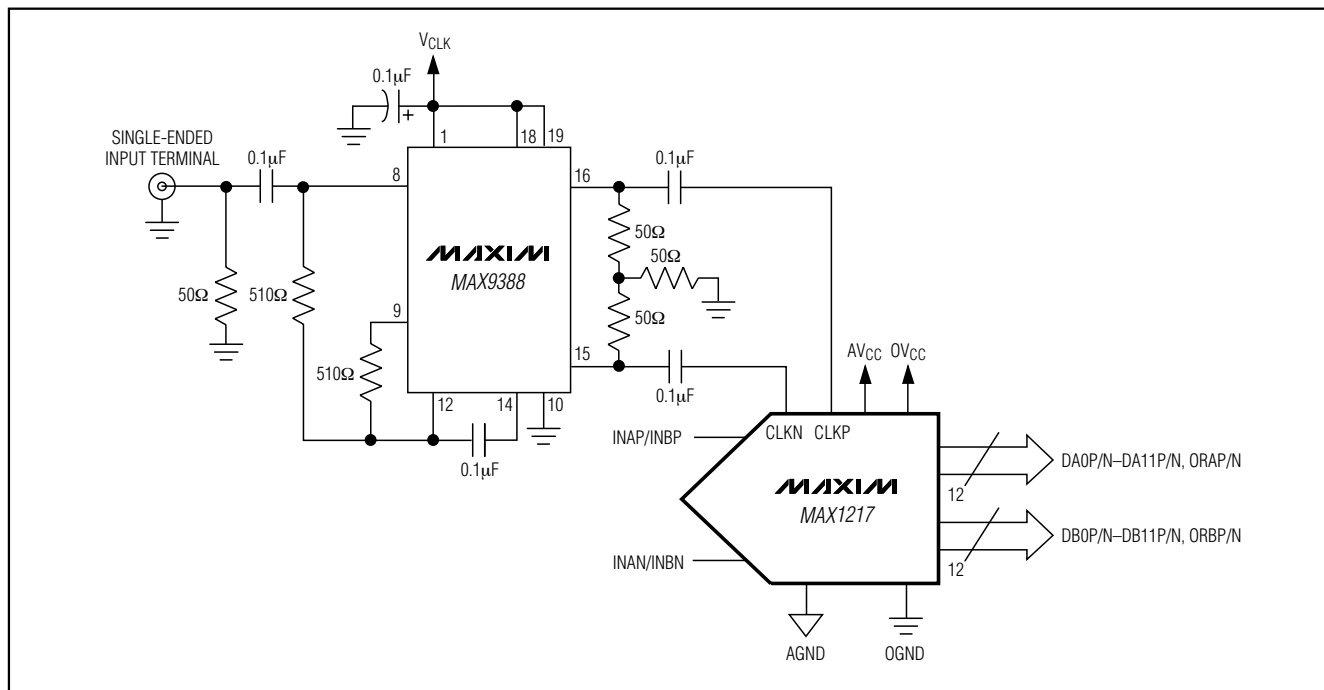 VCLK
0.1μF
+
1
18
19
SINGLE-ENDED
INPUT TERMINAL
0.1μF
8
16
0.1μF
50Ω
50Ω
MAXIM
MAX9388
50Ω
510Ω
9
50Ω
510Ω
15
0.1μF
12
14
10
0.1μF
AVCC
OVCC
INAP/INBP
CLKN
CLKP
DA0P/N–DA11P/N, ORAP/N
12
MAXIM
MAX1217
DB0P/N–DB11P/N, ORBP/N
12
INAN/INBN
AGND
OGND